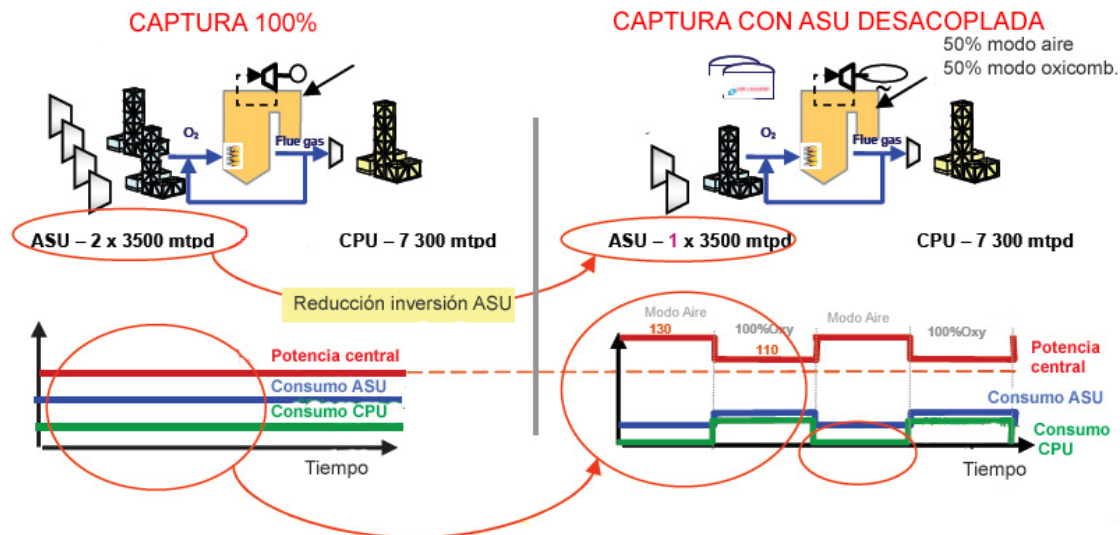 CAPTURA 100%
O₂
Flue gas
ASU – 2 x 3500 mtpd
CPU – 7 300 mtpd
Reducción inversión ASU
Potencia central
Consumo ASU
Consumo CPU
Tiempo
CAPTURA CON ASU DESACOPLADA
50% modo aire
50% modo oxicomb.
~
O₂
Flue gas
ASU – 1 x 3500 mtpd
CPU – 7 300 mtpd
Modo Aire
130
100%Oxy
110
Modo Aire
100%Oxy
Potencia
central
Consumo ASU
Consumo
CPU
Tiempo